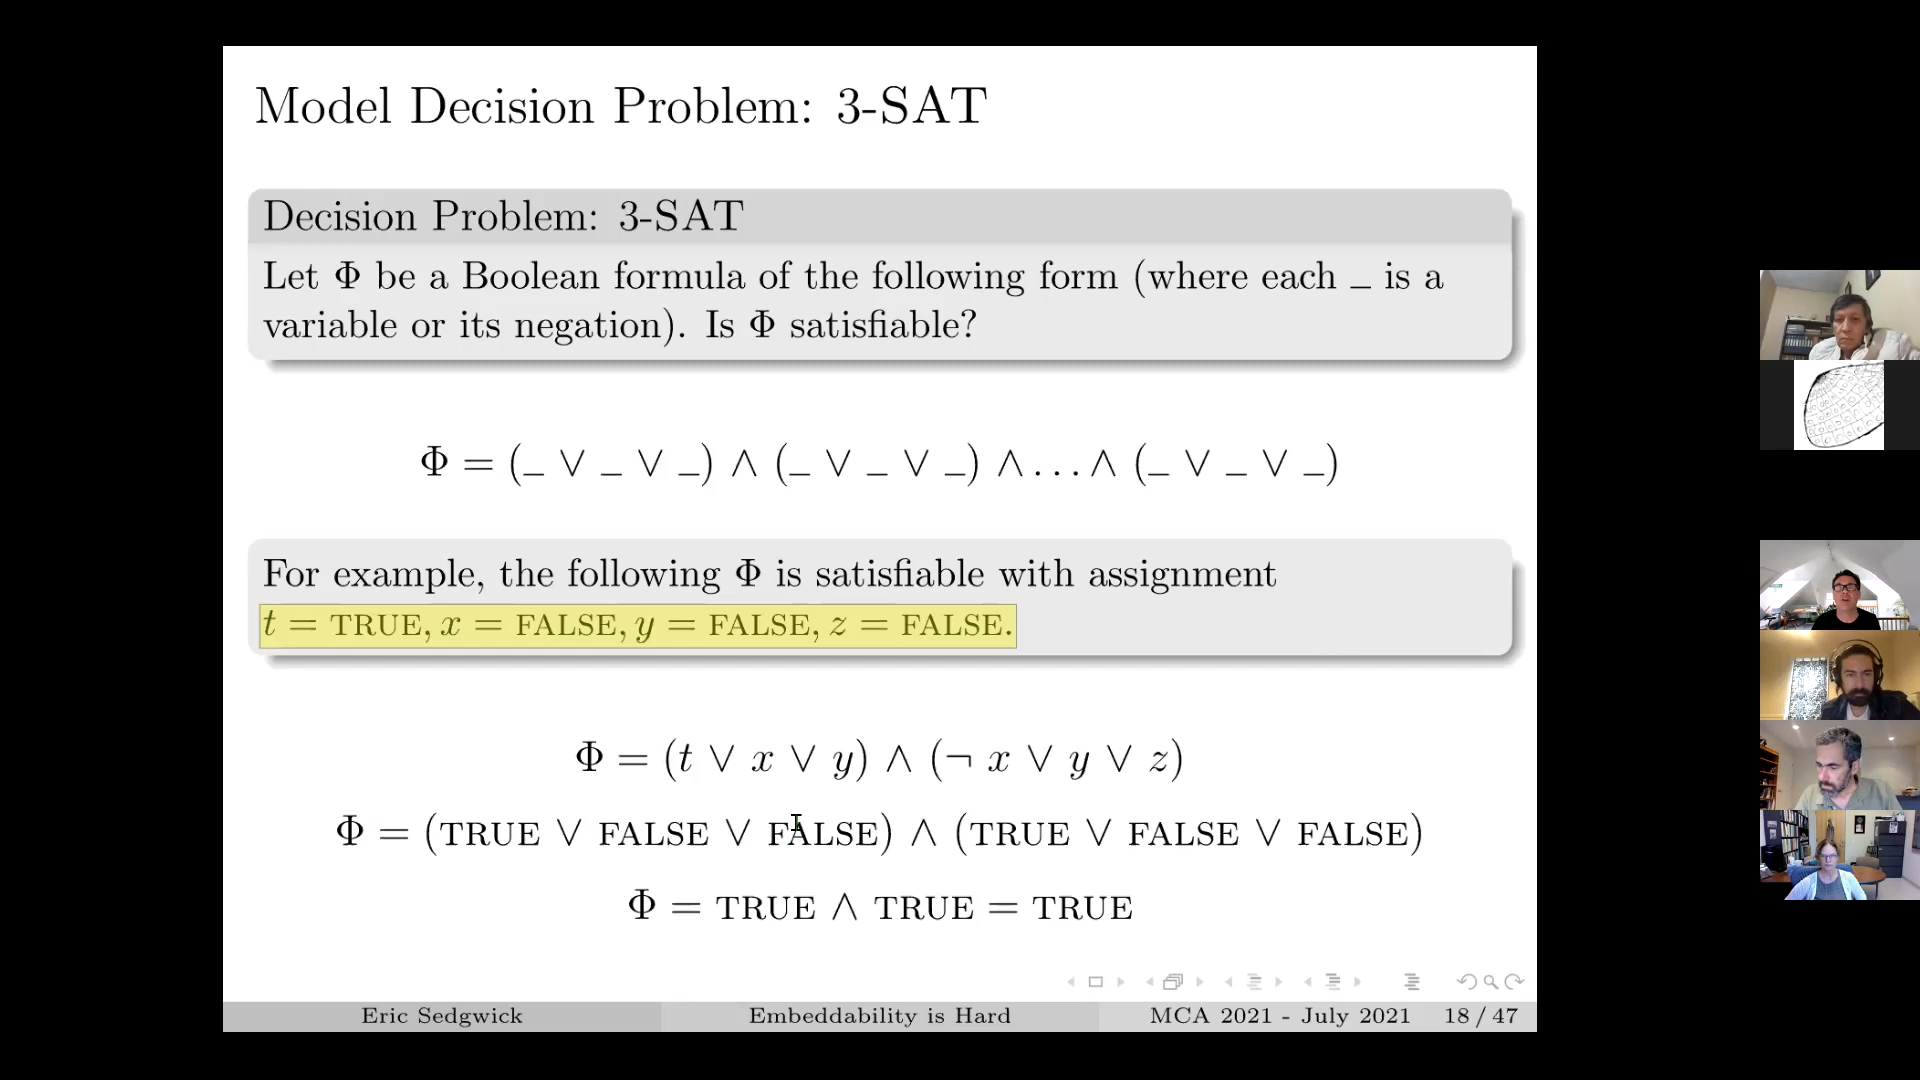 Model Decision Problem: 3-SAT
Decision Problem: 3-SAT
Let Φ be a Boolean formula of the following form (where each _ is a
variable or its negation). Is Φ satisfiable?
Φ = (_ ∨ _ ∨ _) ∧ (_ ∨ _ ∨ _) ∧ . . . ∧ (_ ∨ _ ∨ _)
For example, the following Φ is satisfiable with assignment
t = TRUE, x = FALSE, y = FALSE, z = FALSE.
Φ = (t ∨ x ∨ y) ∧ (¬ x ∨ y ∨ z)
Φ = (TRUE ∨ FALSE ∨ FALSE) ∧ (TRUE ∨ FALSE ∨ FALSE)
Φ = TRUE ∧ TRUE = TRUE
Eric Sedgwick Embeddability is Hard MCA 2021 - July 2021 18 / 47